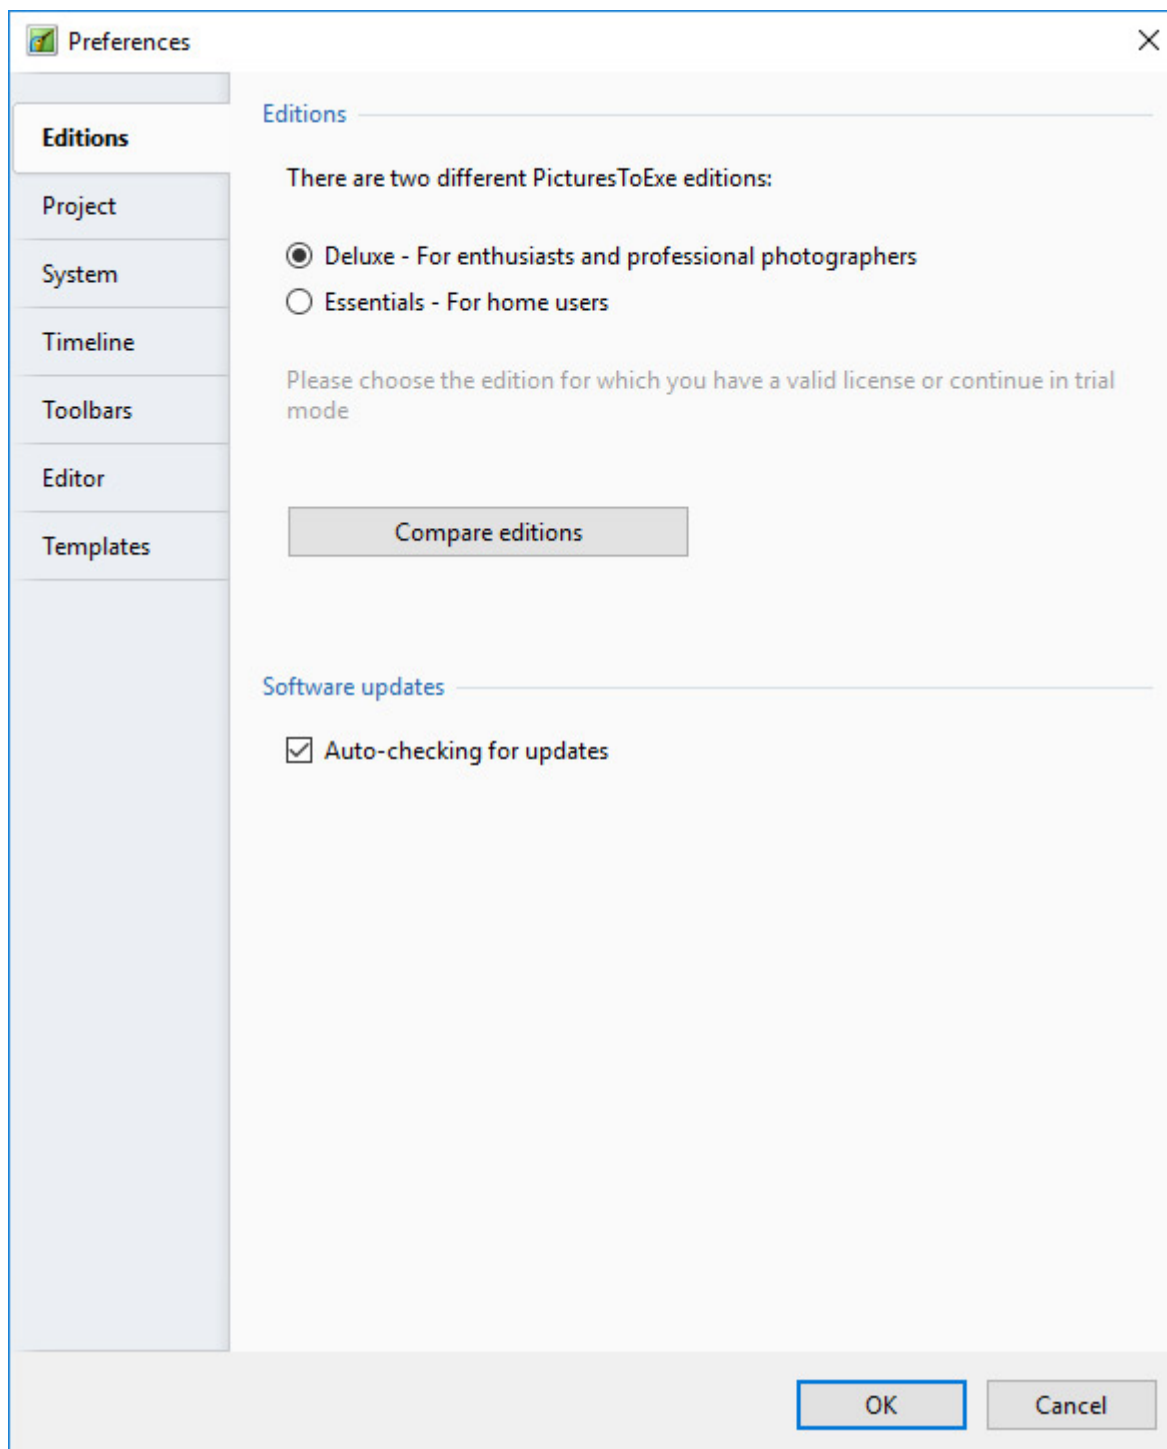 Preferences
Editions
Project
System
Timeline
Toolbars
Editor
Templates
Editions
There are two different PicturesToExe editions:
Deluxe - For enthusiasts and professional photographers
Essentials - For home users
Please choose the edition for which you have a valid license or continue in trial
mode
Compare editions
Software updates
Auto-checking for updates
OK
Cancel